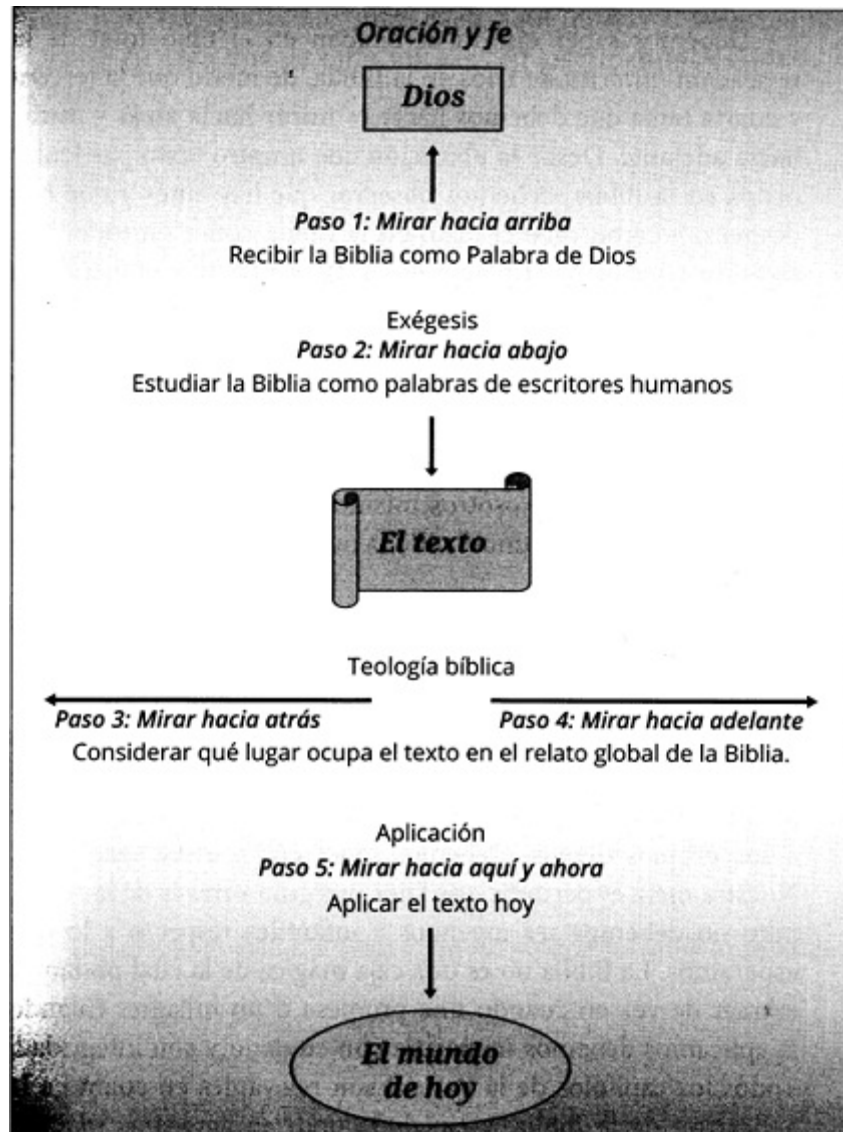 Oración y fe
Dios
Paso 1: Mirar hacia arriba
Recibir la Biblia como Palabra de Dios
Exégesis
Paso 2: Mirar hacia abajo
Estudiar la Biblia como palabras de escritores humanos
El texto
Teología bíblica
Paso 3: Mirar hacia atrás
Paso 4: Mirar hacia adelante
Considerar qué lugar ocupa el texto en el relato global de la Biblia.
Aplicación
Paso 5: Mirar hacia aquí y ahora
Aplicar el texto hoy
El mundo
de hoy